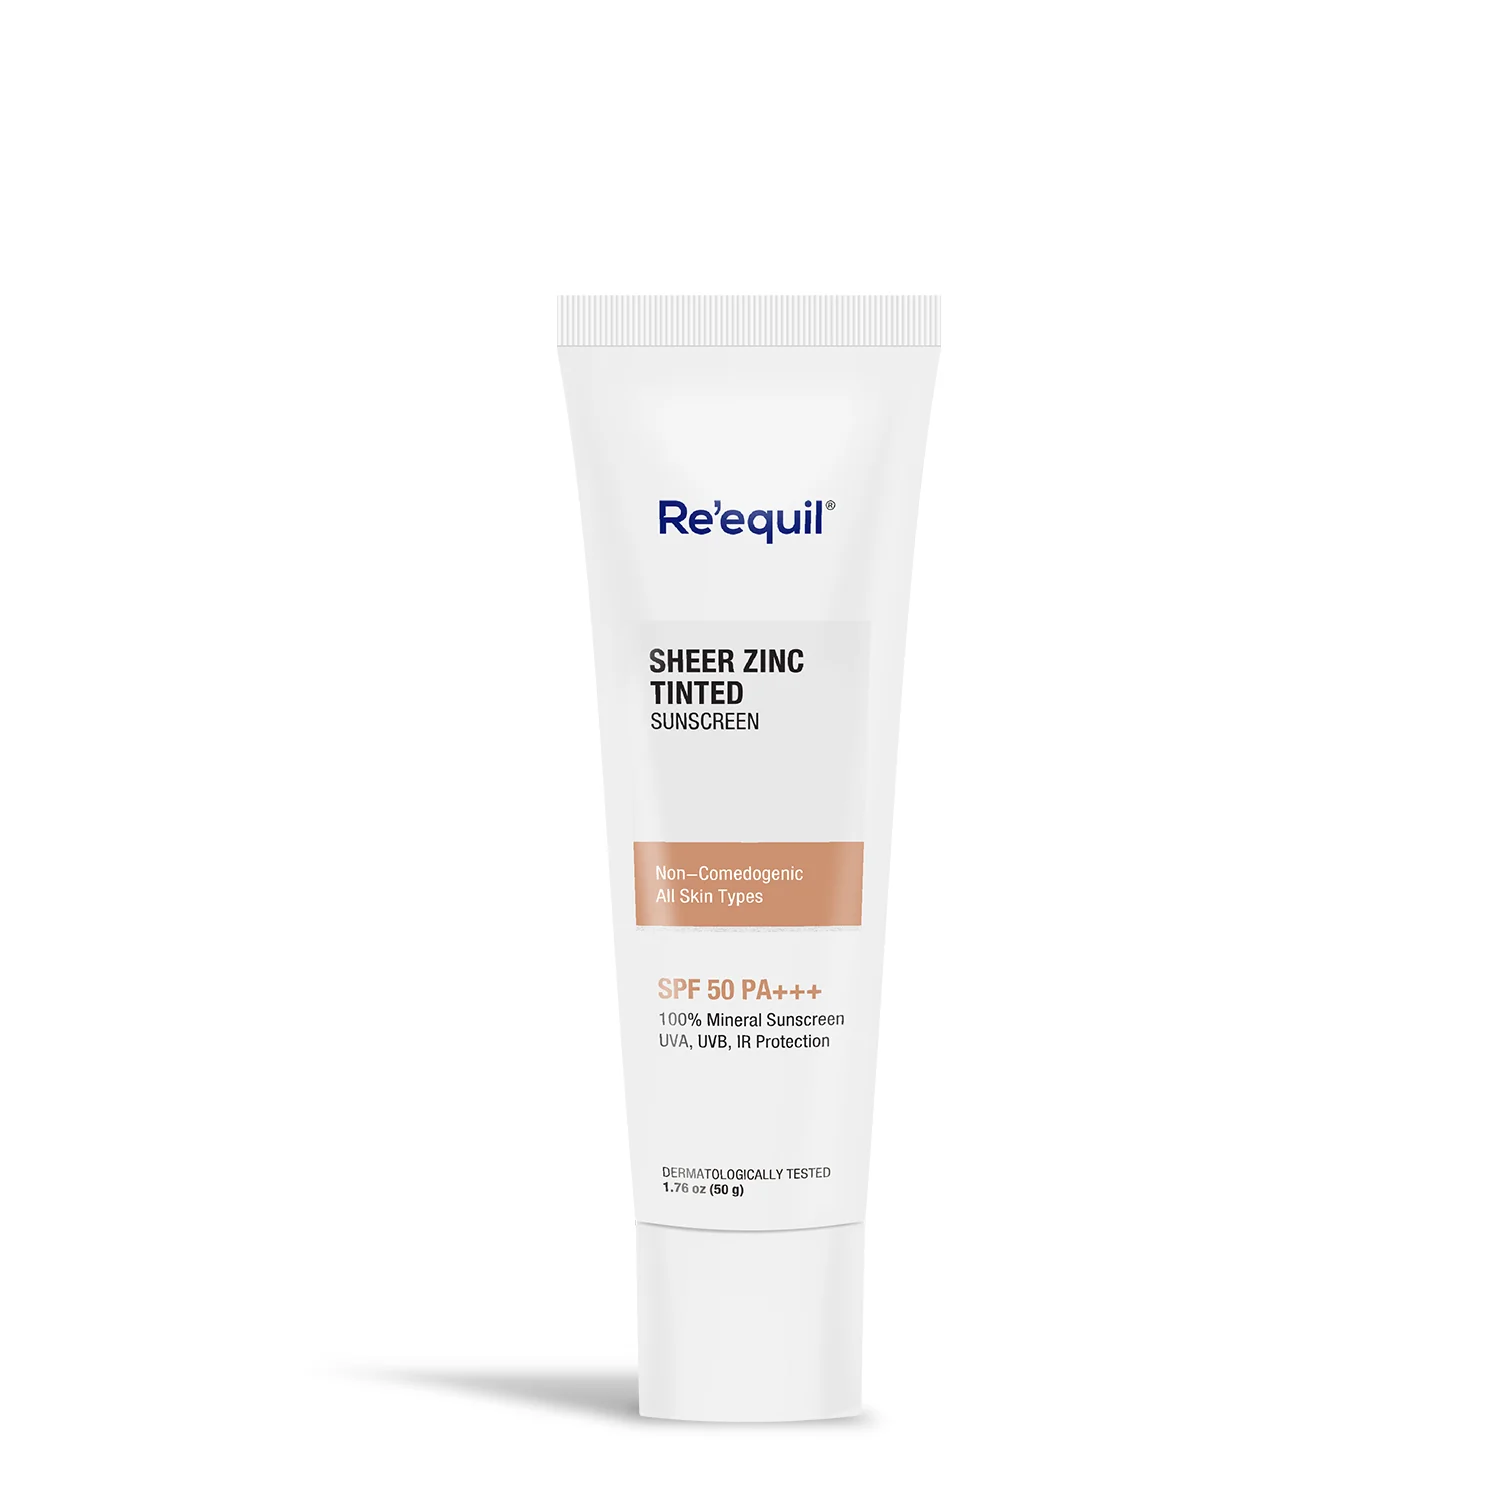 Re'equil®
SHEER ZINC
TINTED
SUNSCREEN
Non–Comedogenic
All Skin Types
SPF 50 PA+++
100% Mineral Sunscreen
UVA, UVB, IR Protection
DERMATOLOGICALLY TESTED
1.76 oz (50 g)